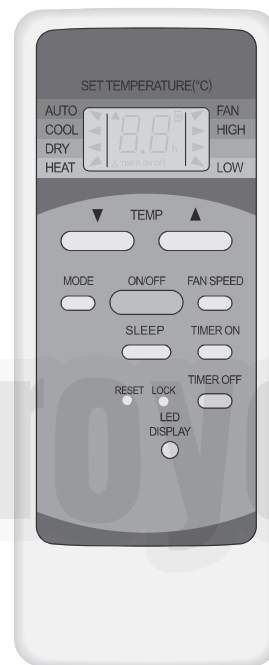 SET TEMPERATURE(°C)
AUTO FAN
COOL HIGH
DRY
HEAT LOW
88 h
TIMER ON OFF
▼ TEMP ▲
MODE ON/OFF FAN SPEED
SLEEP TIMER ON
RESET LOCK TIMER OFF
LED
DISPLAY